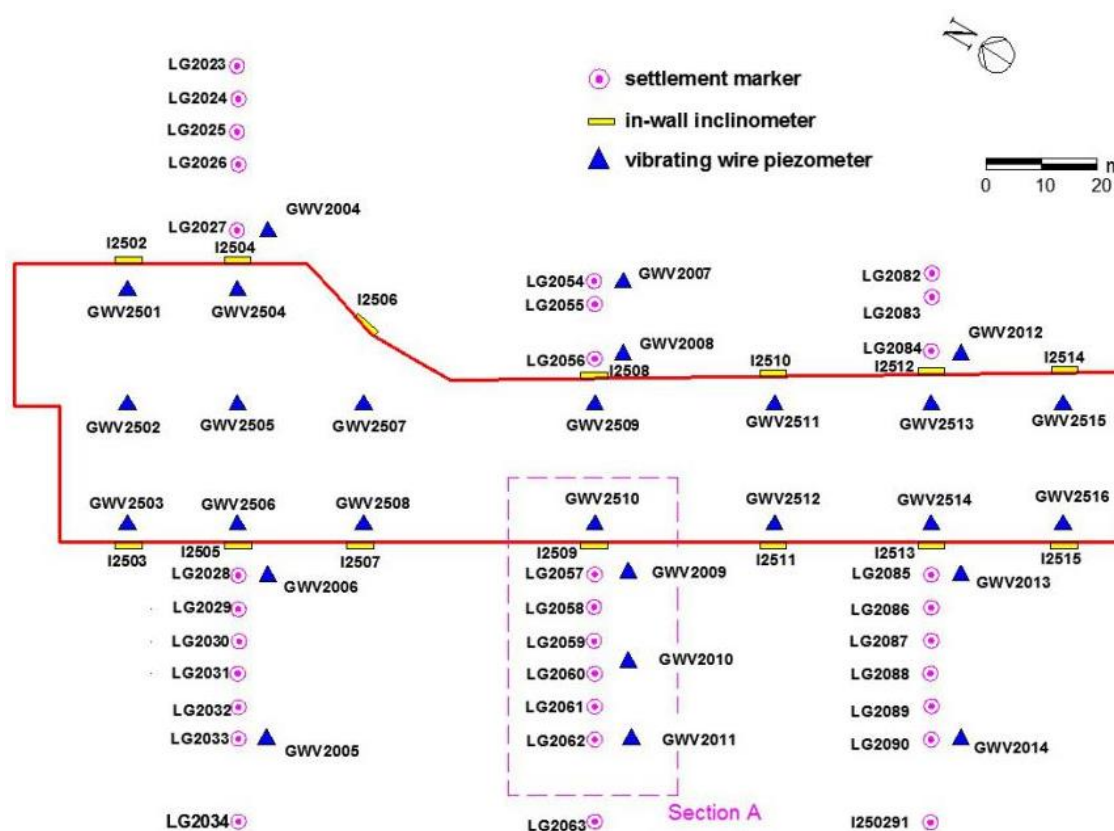 N
LG2023
settlement marker
LG2024
in-wall inclinometer
LG2025
vibrating wire piezometer
LG2026
m
0 10 20
GWV2004
LG2027
I2502 I2504
GWV2501 GWV2504
I2506
LG2054 GWV2007
LG2055
LG2082
LG2083
GWV2008
LG2056
I2508
I2510
GWV2012
LG2084
I2512
I2514
GWV2502 GWV2505 GWV2507 GWV2509 GWV2511 GWV2513 GWV2515
GWV2503 GWV2506 GWV2508 GWV2510 GWV2512 GWV2514 GWV2516
I2503 I2505 I2507 I2509 I2511 I2513 I2515
LG2028 GWV2006 LG2057 GWV2009 LG2085 GWV2013
LG2029 LG2058 LG2086
LG2030 LG2059 LG2087
LG2031 LG2060 GWV2010 LG2088
LG2032 LG2061 LG2089
LG2033 GWV2005 LG2062 GWV2011 LG2090 GWV2014
Section A
LG2034 LG2063 I250291